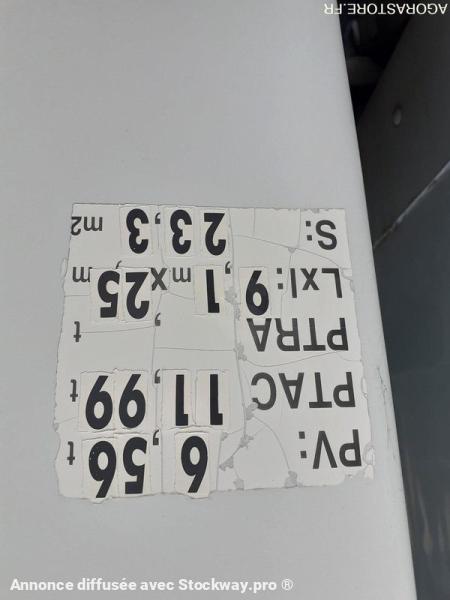 AGORASTORE.FR
PV: 6,56 t
PTAC 11,99 t
PTRA , t
Lxl: 9,1 m x 2,5 m
S: 23,3 m2
Annonce diffusée avec Stockway.pro ®